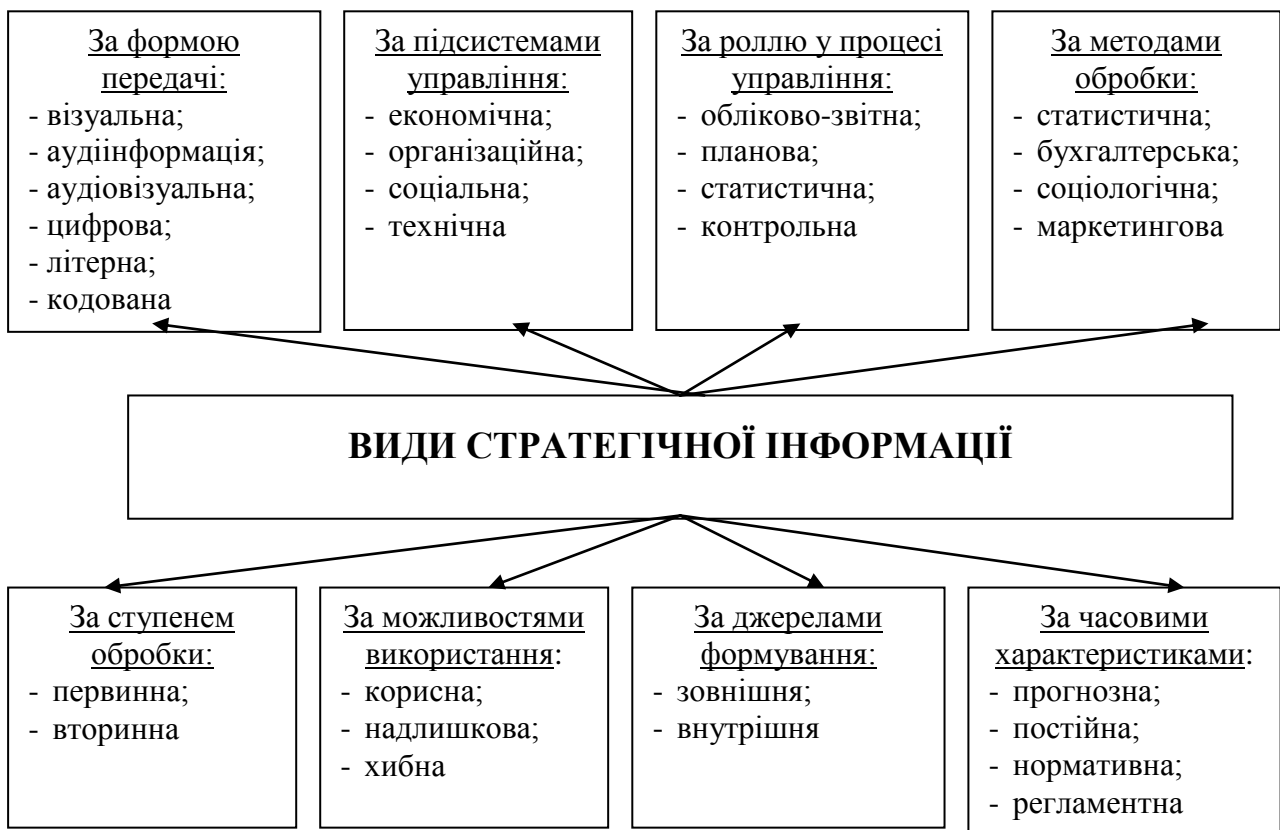 За формою
передачі:
- візуальна;
- аудіінформація;
- аудіовізуальна;
- цифрова;
- літерна;
- кодована
За підсистемами
управління:
- економічна;
- організаційна;
- соціальна;
- технічна
За роллю у процесі
управління:
- обліково-звітна;
- планова;
- статистична;
- контрольна
За методами
обробки:
- статистична;
- бухгалтерська;
- соціологічна;
- маркетингова
ВИДИ СТРАТЕГІЧНОЇ ІНФОРМАЦІЇ
За ступенем
обробки:
- первинна;
- вторинна
За можливостями
використання:
- корисна;
- надлишкова;
- хибна
За джерелами
формування:
- зовнішня;
- внутрішня
За часовими
характеристиками:
- прогнозна;
- постійна;
- нормативна;
- регламентна